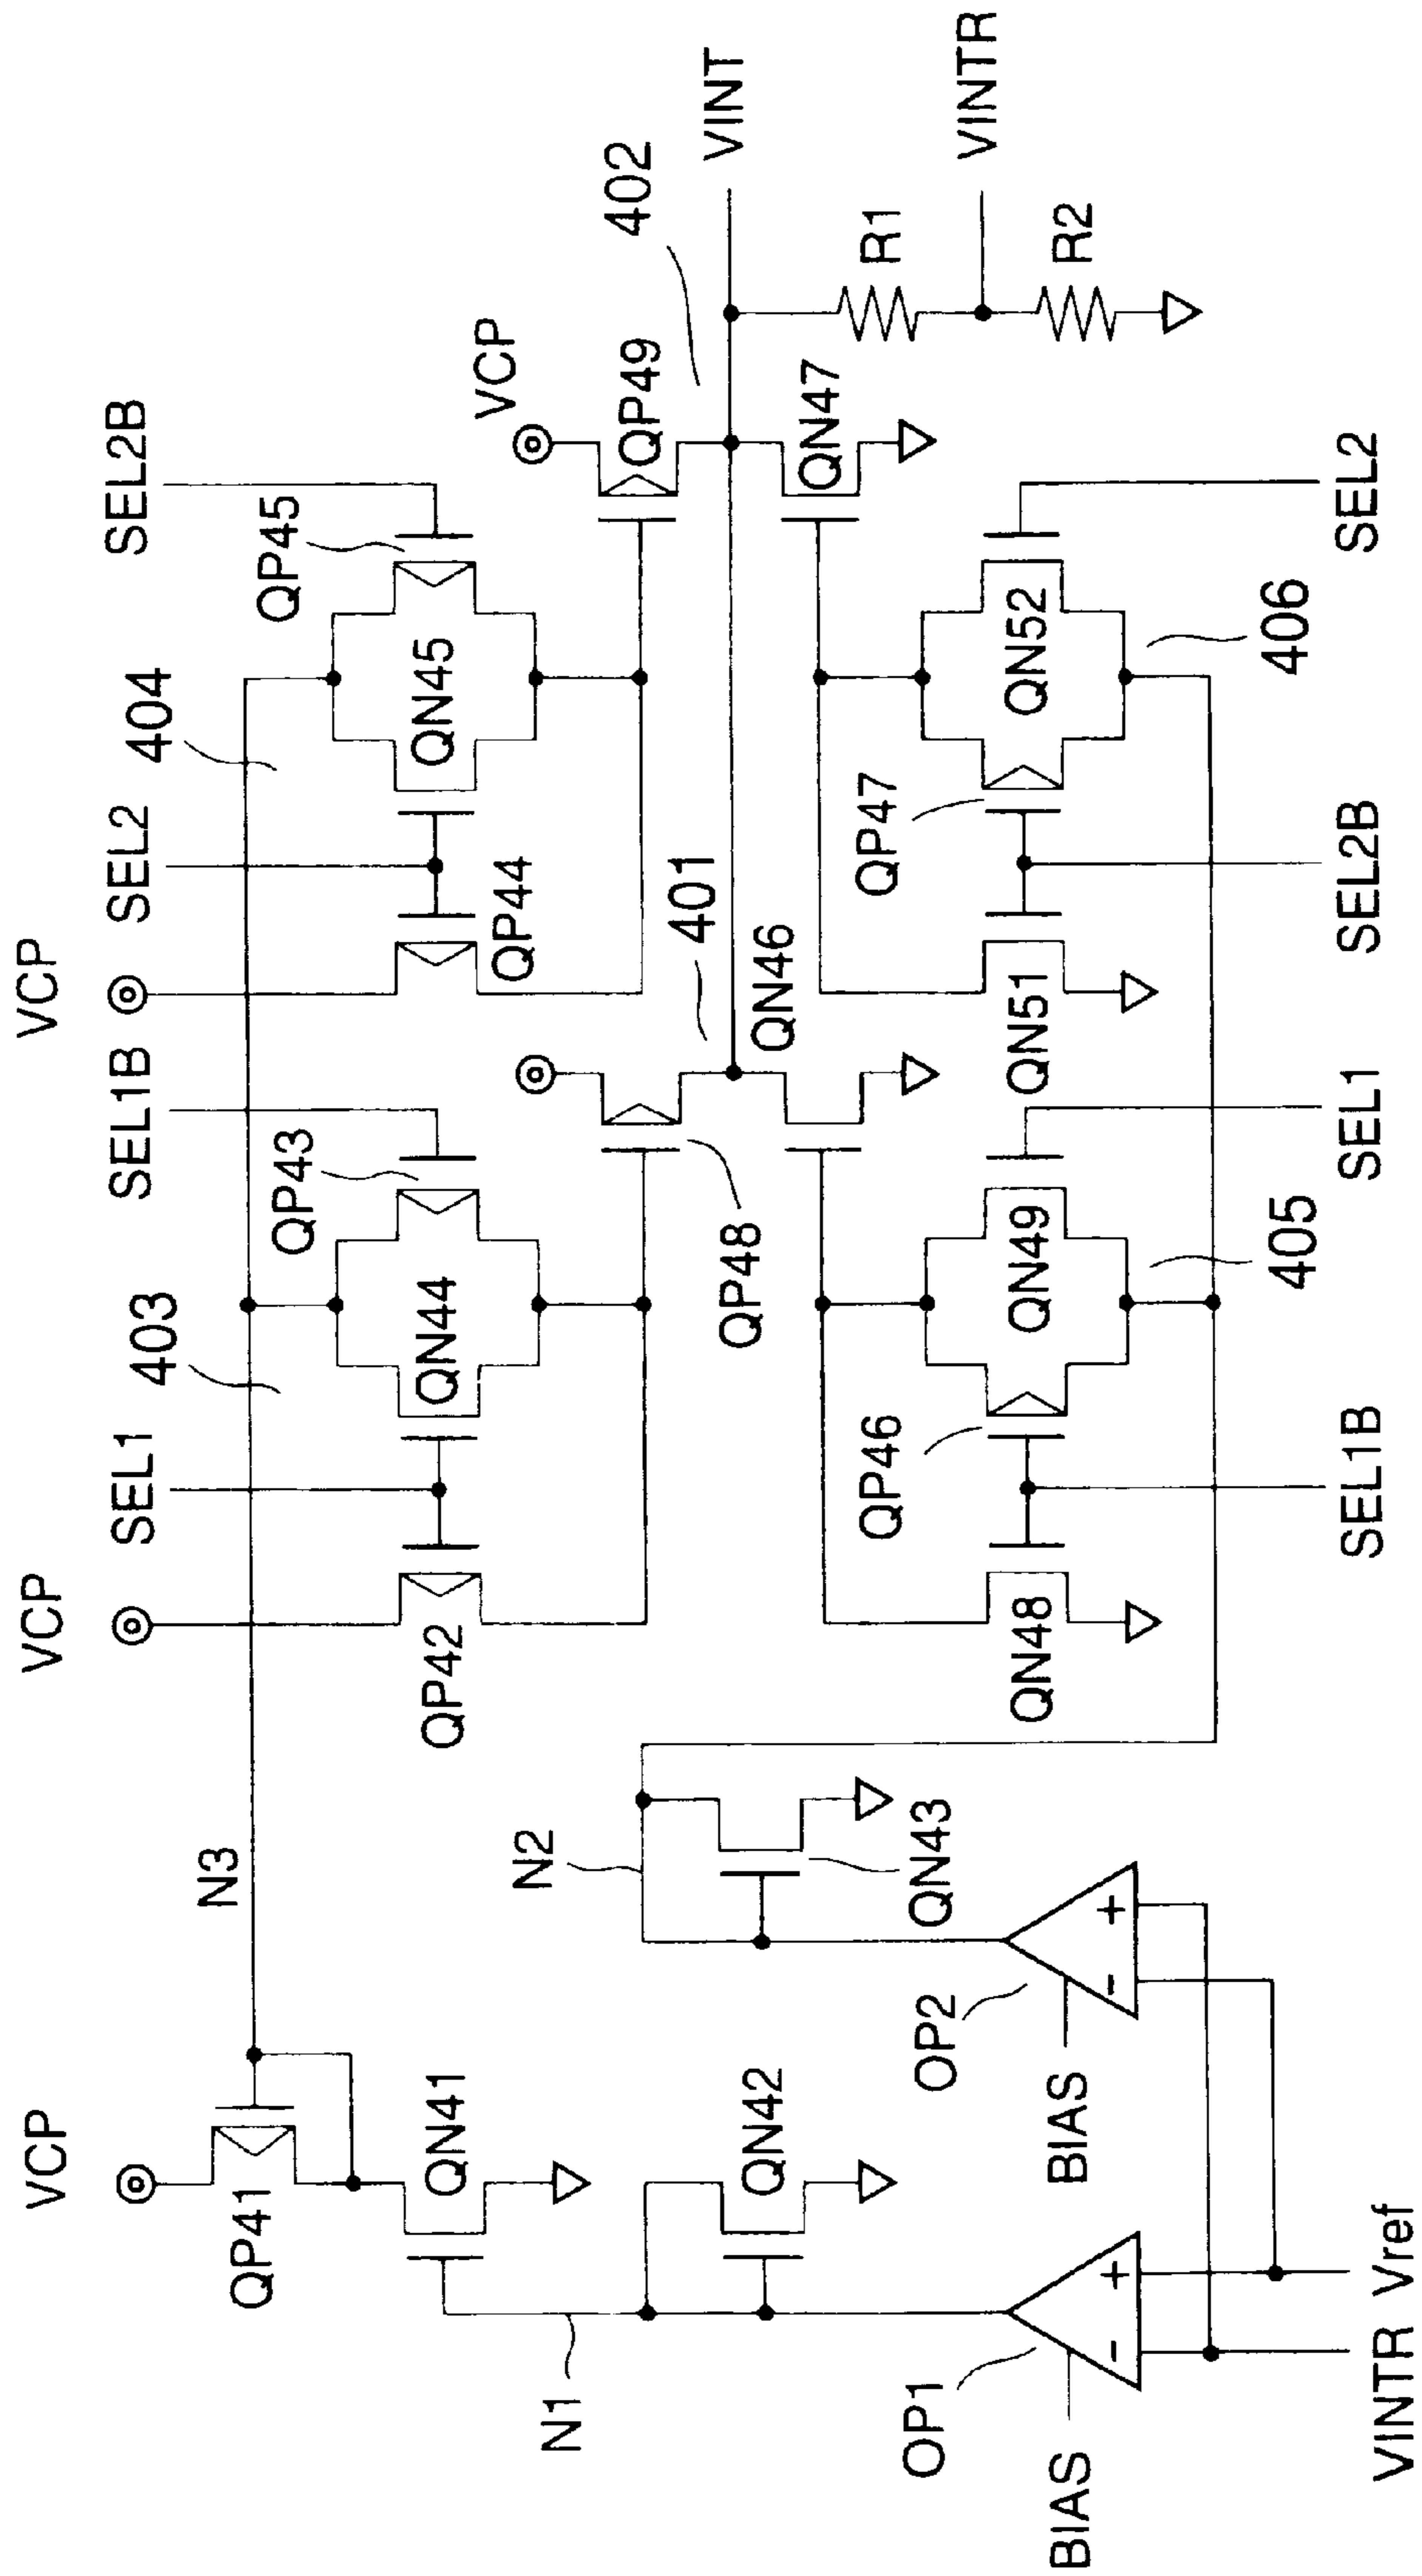 VCP
QP41
QN41
N1
QN42
OP1
BIAS
VINTR
Vref
N3
N2
QN43
OP2
BIAS
VCP
SEL1
403
SEL1B
QP42
QN44
QP43
VCP
SEL2
404
SEL2B
QP44
QN45
QP45
QP48
401
QN46
VCP
QP49
402
VINT
QN47
R1
VINTR
R2
QN48
QP46
QN49
405
SEL1B
SEL1
QN51
QP47
QN52
406
SEL2B
SEL2